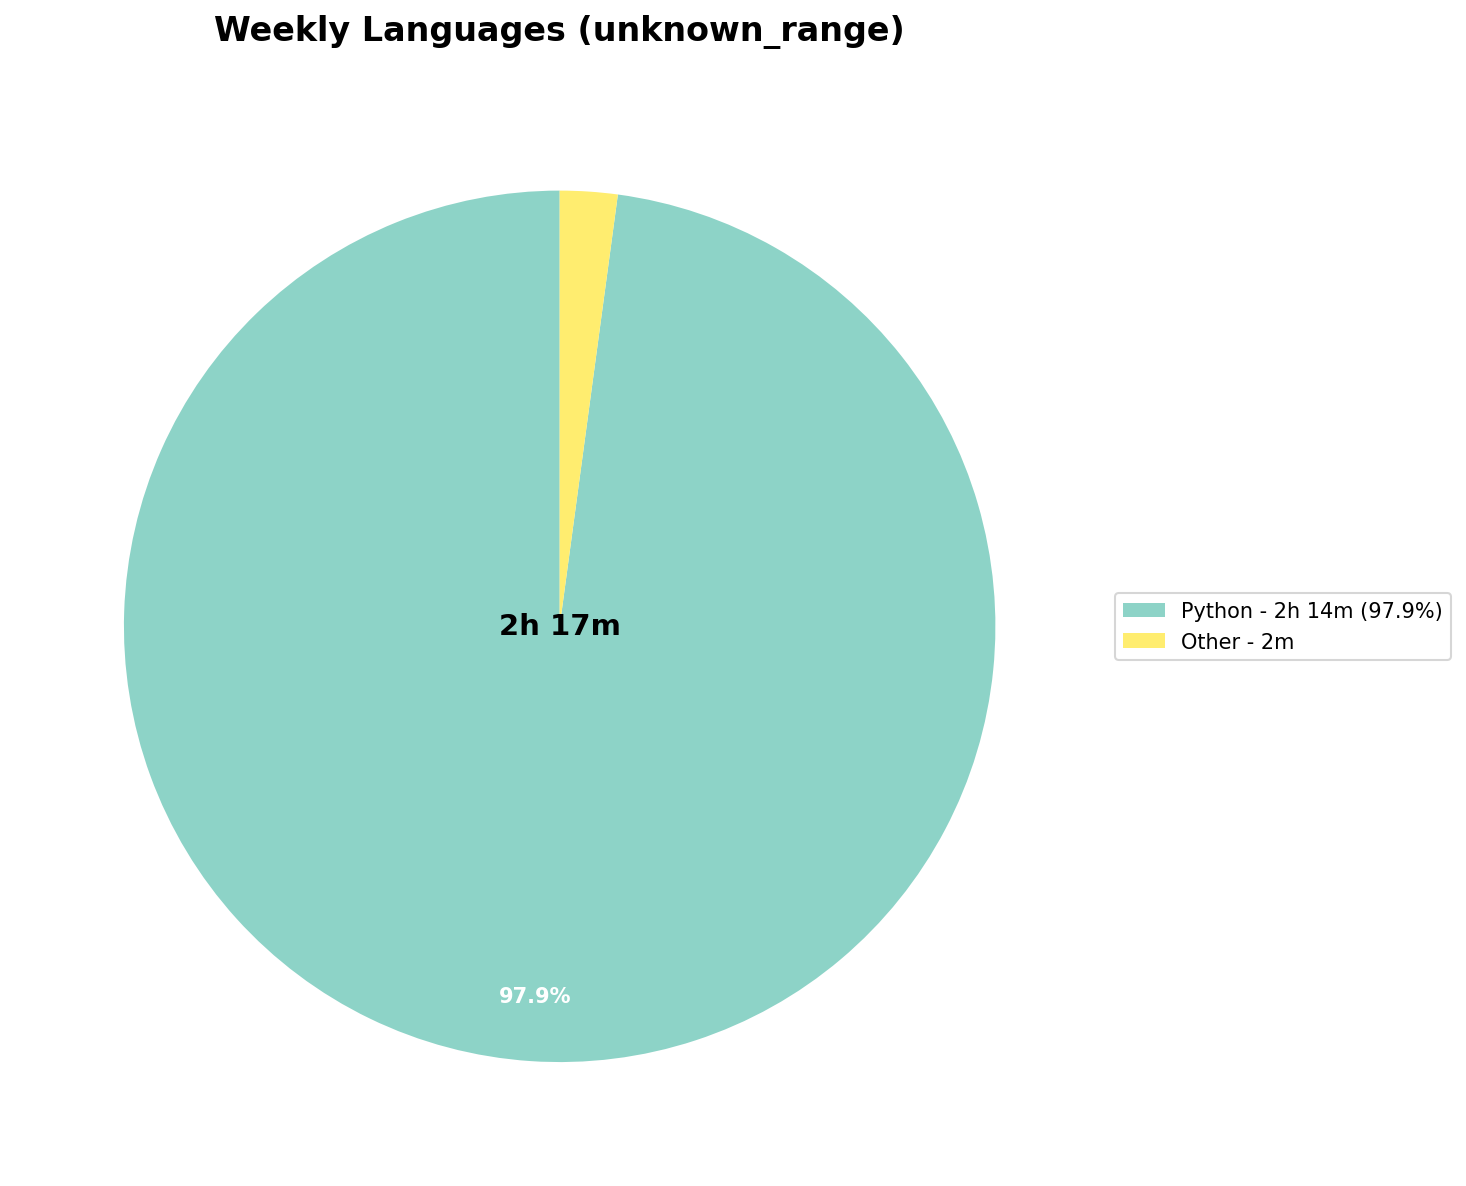 Weekly Languages (unknown_range)
2h 17m
97.9%
Python - 2h 14m (97.9%)
Other - 2m